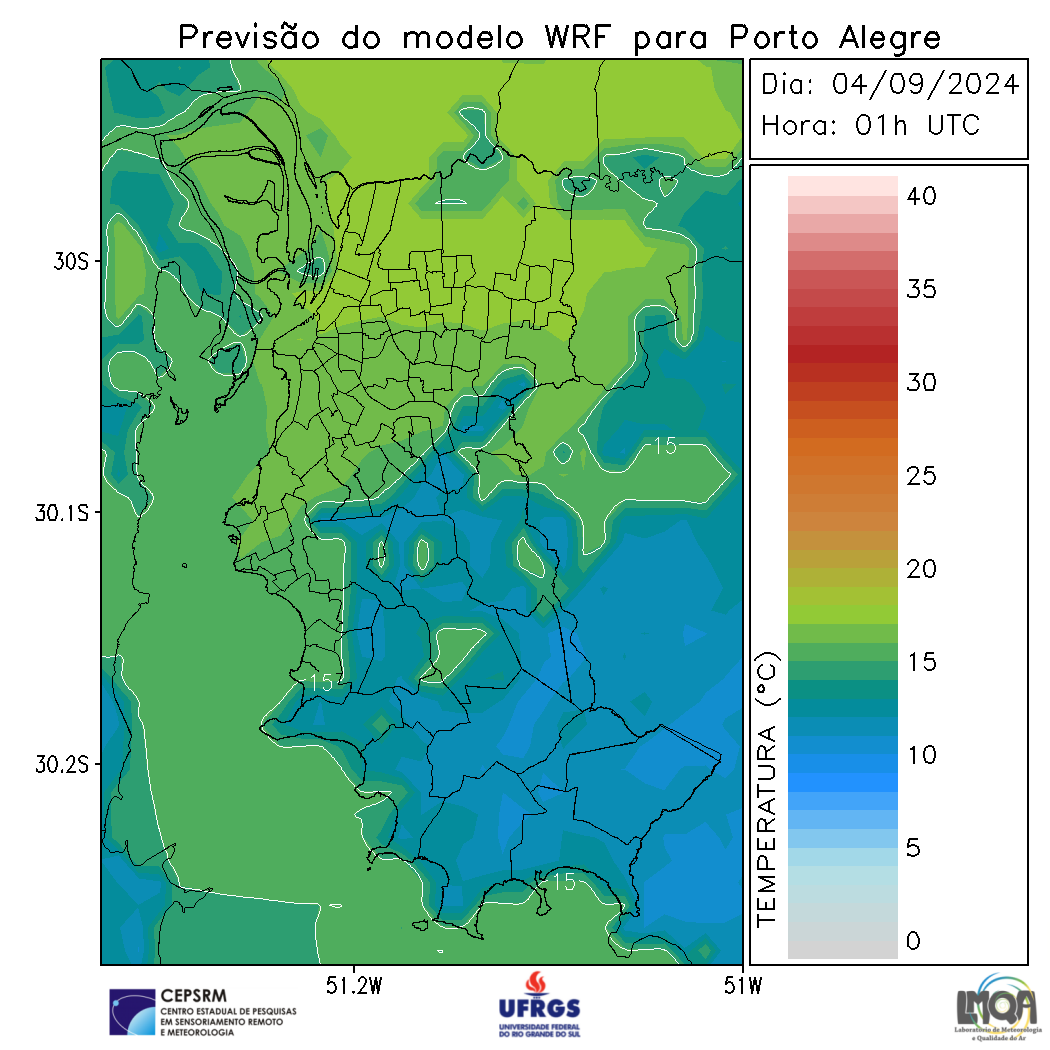 Previsão do modelo WRF para Porto Alegre
Dia: 04/09/2024
Hora: 01h UTC
40
35
30
25
20
15
10
5
0
TEMPERATURA (°C)
30S
30.1S
30.2S
51.2W
51W
15
15
15
CEPSRM
CENTRO ESTADUAL DE PESQUISAS
EM SENSORIAMENTO REMOTO
E METEOROLOGIA
UFRGS
UNIVERSIDADE FEDERAL
DO RIO GRANDE DO SUL
LMQA
Laboratório de Meteorologia
e Qualidade do Ar